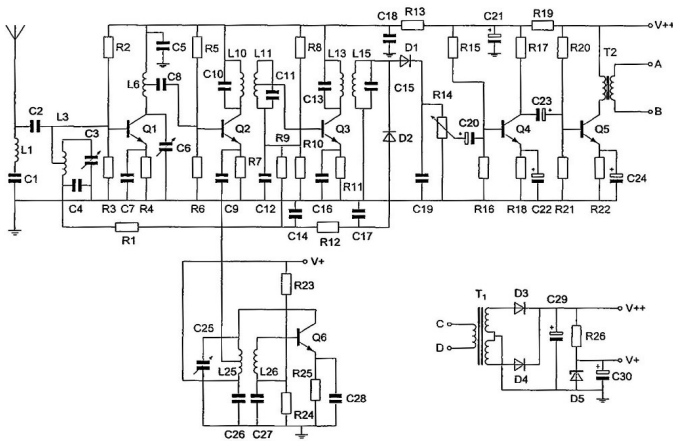 C18 R13 C21 R19 V++
R2 C5 R5 L10 L11 R8 L13 L15 D1 R15 R17 R20 T2
L6 C8 C10 C11 C13 C15 R14 A
C2 L3 C20 C23 B
C3 Q1 Q2 Q3 Q4 Q5
L1 C6 R7 R9 D2
C1 R10 R11
C4 R3 C7 R4 R6 C9 C12 C16 C19 R16 R18 C22 R21 R22 C24
R1 C14 R12 C17
V+
R23 T1 D3 C29 V++
C25 Q6 C R26
D V+
L25 L26 R25 D4 D5 C30
R24 C28
C26 C27